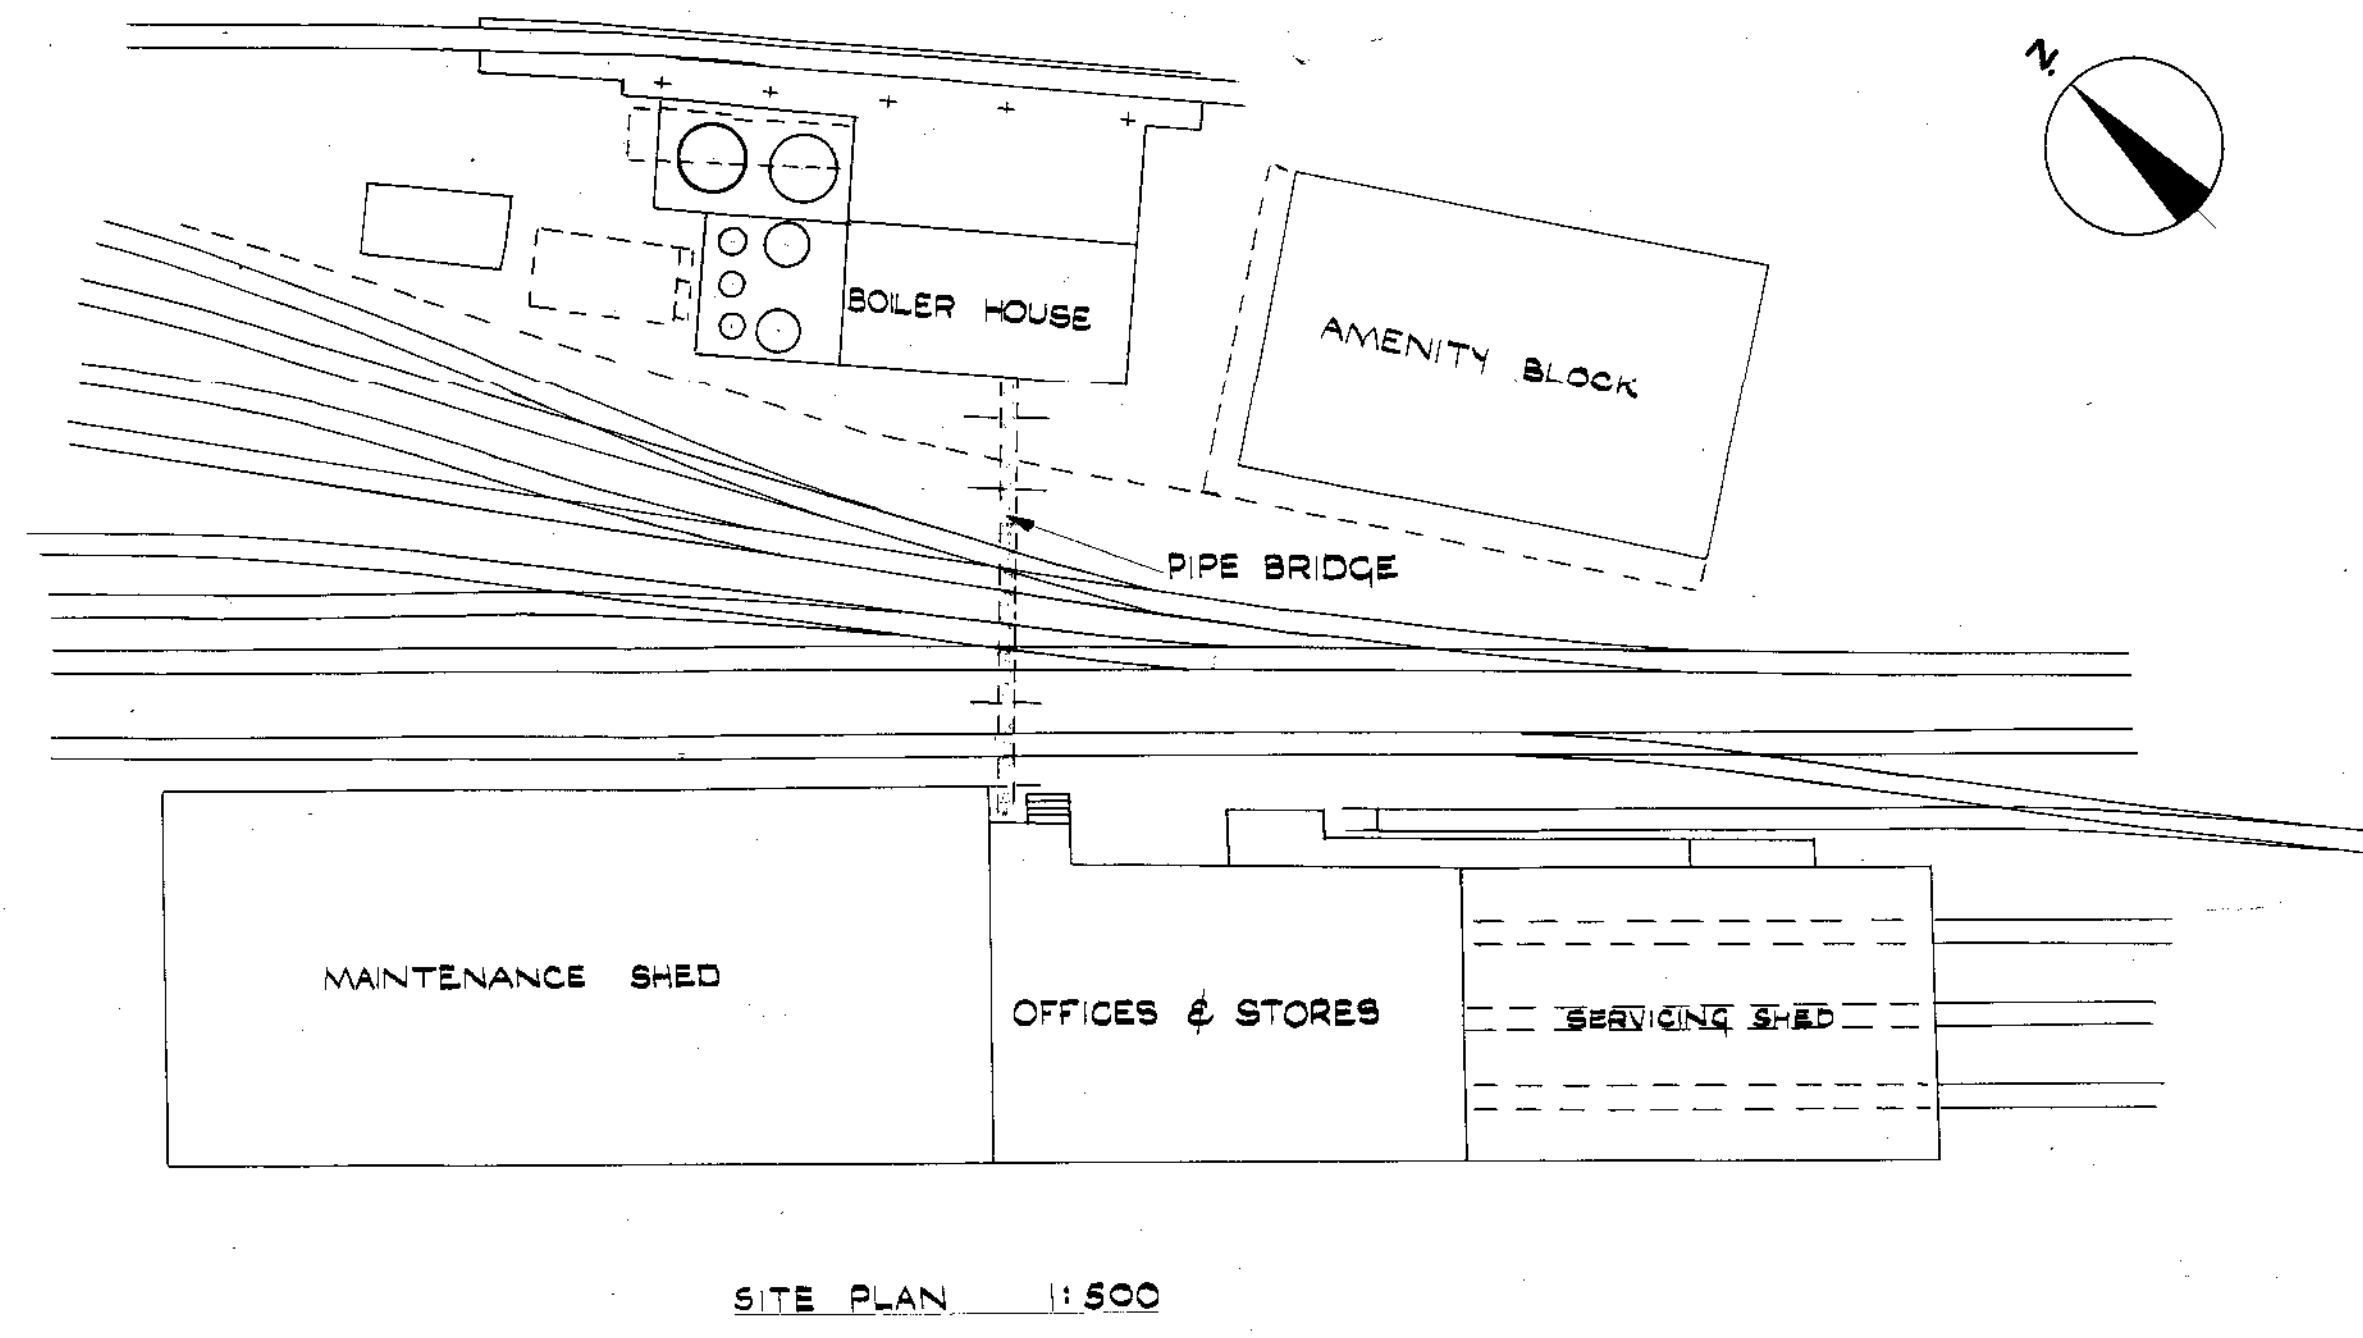 N.
BOILER HOUSE
AMENITY BLOCK
PIPE BRIDGE
MAINTENANCE SHED
OFFICES & STORES
SERVICING SHED
SITE PLAN 1:500